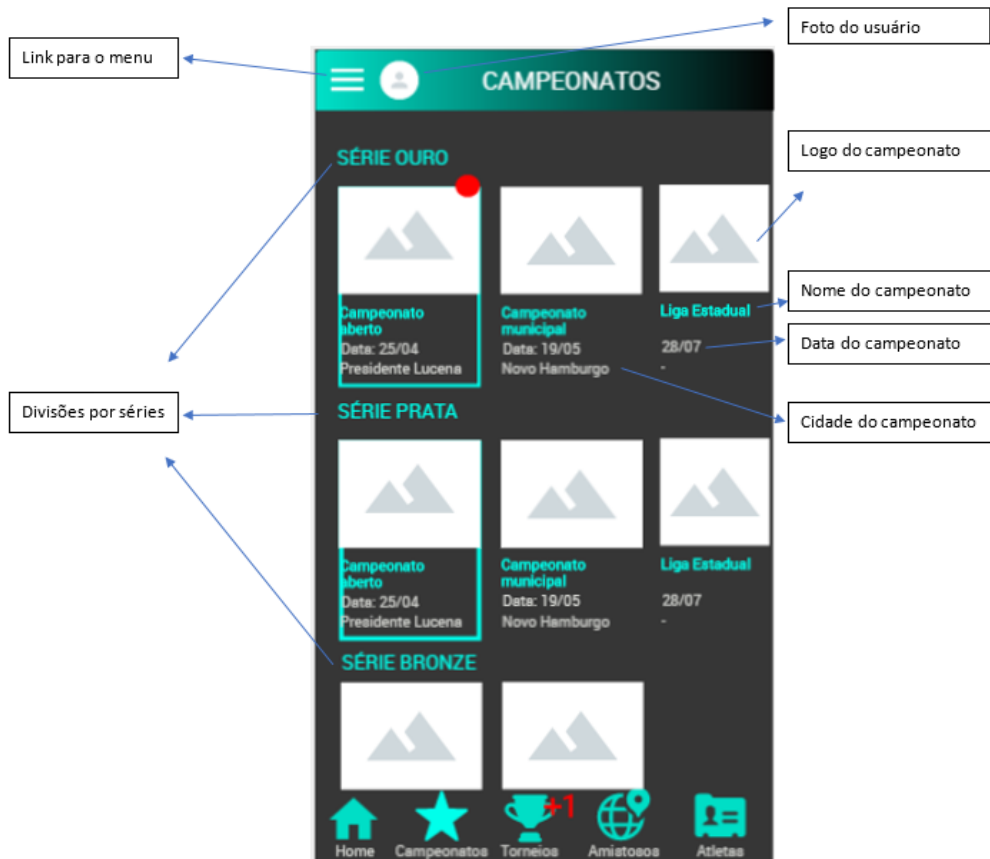 Foto do usuário
Link para o menu
CAMPEONATOS
SÉRIE OURO
Logo do campeonato
Campeonato
aberto
Data: 25/04
Presidente Lucena
Campeonato
municipal
Data: 19/05
Novo Hamburgo
Liga Estadual
28/07
-
Nome do campeonato
Data do campeonato
Cidade do campeonato
Divisões por séries
SÉRIE PRATA
Campeonato
aberto
Data: 25/04
Presidente Lucena
Campeonato
municipal
Data: 19/05
Novo Hamburgo
Liga Estadual
28/07
-
SÉRIE BRONZE
+1
Home
Campeonatos
Torneios
Amistosos
Atletas